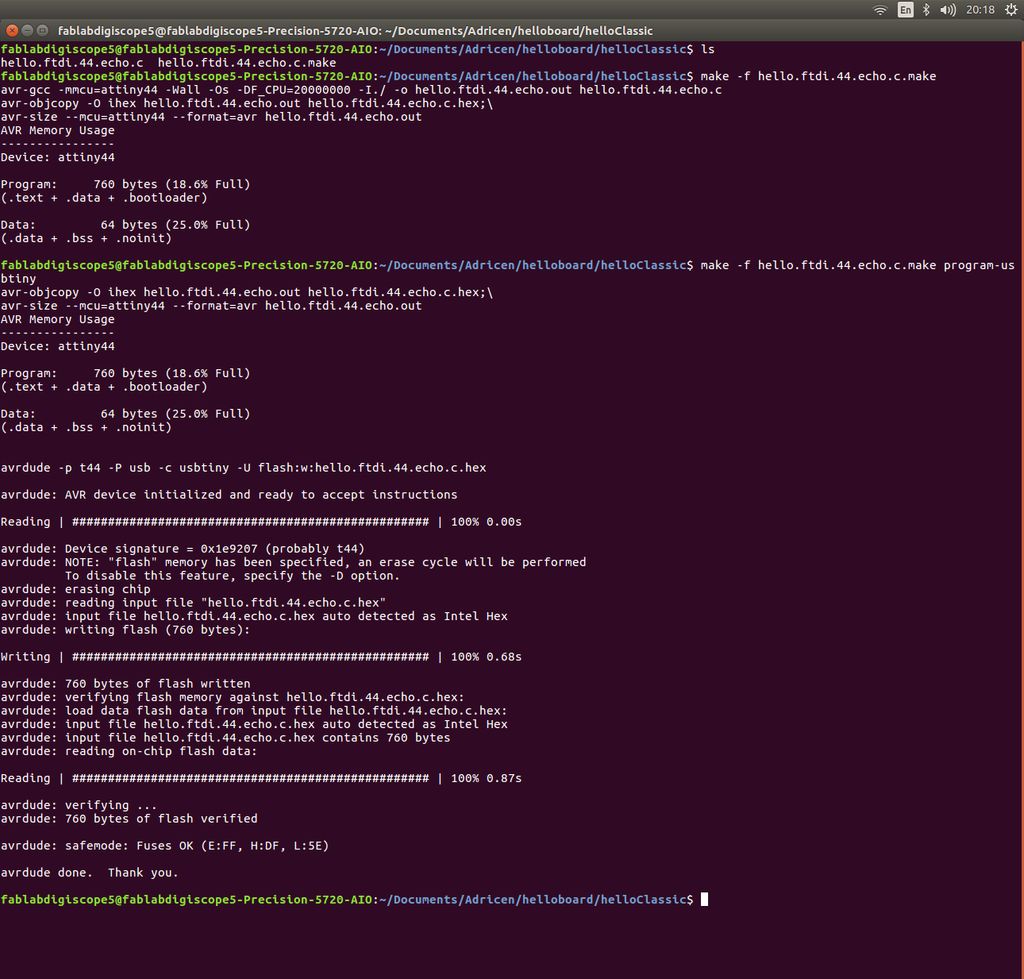 En 20:18
fablabdigiscope5@fablabdigiscope5-Precision-5720-AIO: ~/Documents/Adricen/helloboard/helloClassic
fablabdigiscope5@fablabdigiscope5-Precision-5720-AIO:~/Documents/Adricen/helloboard/helloClassic$ ls
hello.ftdi.44.echo.c  hello.ftdi.44.echo.c.make
fablabdigiscope5@fablabdigiscope5-Precision-5720-AIO:~/Documents/Adricen/helloboard/helloClassic$ make -f hello.ftdi.44.echo.c.make
avr-gcc -mmcu=attiny44 -Wall -Os -DF_CPU=20000000 -I./ -o hello.ftdi.44.echo.out hello.ftdi.44.echo.c
avr-objcopy -O ihex hello.ftdi.44.echo.out hello.ftdi.44.echo.c.hex;\
avr-size --mcu=attiny44 --format=avr hello.ftdi.44.echo.out
AVR Memory Usage
----------------
Device: attiny44
Program:     760 bytes (18.6% Full)
(.text + .data + .bootloader)
Data:         64 bytes (25.0% Full)
(.data + .bss + .noinit)
fablabdigiscope5@fablabdigiscope5-Precision-5720-AIO:~/Documents/Adricen/helloboard/helloClassic$ make -f hello.ftdi.44.echo.c.make program-us
btiny
avr-objcopy -O ihex hello.ftdi.44.echo.out hello.ftdi.44.echo.c.hex;\
avr-size --mcu=attiny44 --format=avr hello.ftdi.44.echo.out
AVR Memory Usage
----------------
Device: attiny44
Program:     760 bytes (18.6% Full)
(.text + .data + .bootloader)
Data:         64 bytes (25.0% Full)
(.data + .bss + .noinit)
avrdude -p t44 -P usb -c usbtiny -U flash:w:hello.ftdi.44.echo.c.hex
avrdude: AVR device initialized and ready to accept instructions
Reading | ################################################## | 100% 0.00s
avrdude: Device signature = 0x1e9207 (probably t44)
avrdude: NOTE: "flash" memory has been specified, an erase cycle will be performed
         To disable this feature, specify the -D option.
avrdude: erasing chip
avrdude: reading input file "hello.ftdi.44.echo.c.hex"
avrdude: input file hello.ftdi.44.echo.c.hex auto detected as Intel Hex
avrdude: writing flash (760 bytes):
Writing | ################################################## | 100% 0.68s
avrdude: 760 bytes of flash written
avrdude: verifying flash memory against hello.ftdi.44.echo.c.hex:
avrdude: load data flash data from input file hello.ftdi.44.echo.c.hex:
avrdude: input file hello.ftdi.44.echo.c.hex auto detected as Intel Hex
avrdude: input file hello.ftdi.44.echo.c.hex contains 760 bytes
avrdude: reading on-chip flash data:
Reading | ################################################## | 100% 0.87s
avrdude: verifying ...
avrdude: 760 bytes of flash verified
avrdude: safemode: Fuses OK (E:FF, H:DF, L:5E)
avrdude done.  Thank you.
fablabdigiscope5@fablabdigiscope5-Precision-5720-AIO:~/Documents/Adricen/helloboard/helloClassic$